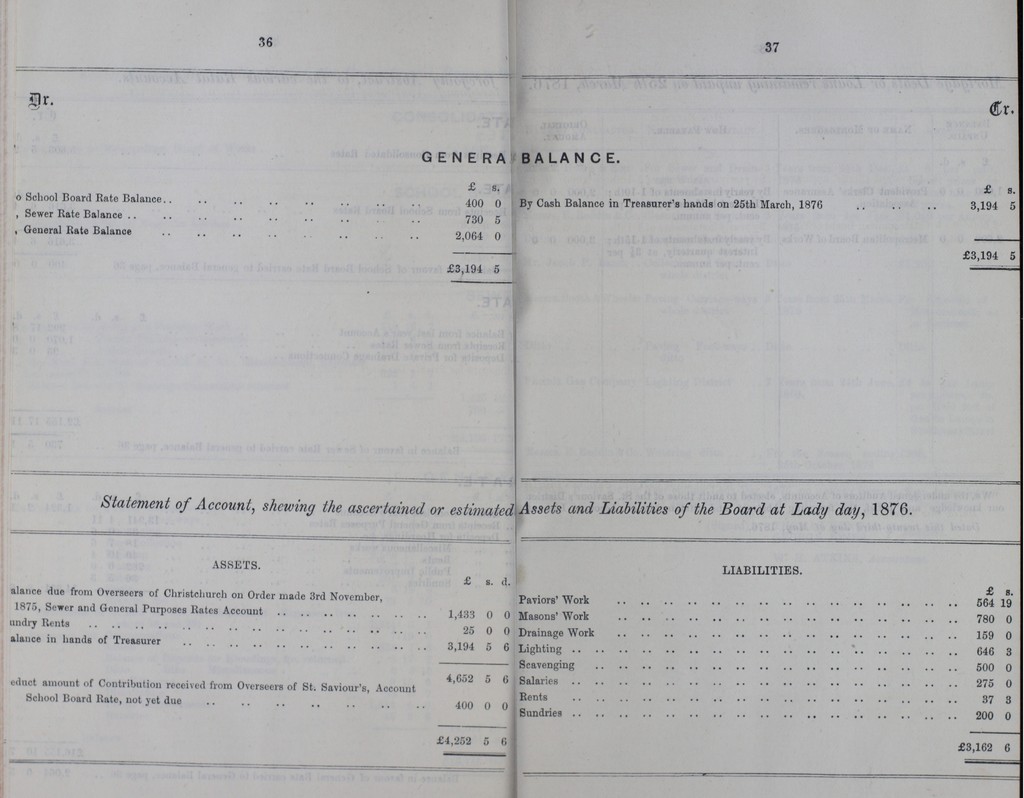 36
Dr.
GENERA
£ s.
o School Board Rate Balance.. .. .. .. .. .. .. .. .. 400 0
, Sewer Rate Balance .. .. .. .. .. .. .. .. .. .. 730 5
, General Rate Balance .. .. .. .. .. .. .. .. .. 2,064 0
£3,194 5
37
Cr.
BALANCE.
£ s.
By Cash Balance in Treasurer's hands on 25th March, 1876 .. .. .. 3,194 5
£3,194 5
Statement of Account, shewing the ascertained or estimated Assets and Liabilities of the Board at Lady day, 1876.
ASSETS.
£ s. d.
alance due from Overseers of Christchurch on Order made 3rd November,
1875, Sewer and General Purposes Rates Account .. .. .. .. .. 1,433 0 0
undry Rents .. .. .. .. .. .. .. .. .. .. .. .. 25 0 0
alance in hands of Treasurer .. .. .. .. .. .. .. .. .. 3,194 5 6
4,652 5 6
educt amount of Contribution received from Overseers of St. Saviour's, Account
School Board Rate, not yet due .. .. .. .. .. .. .. 400 0 0
£4,252 5 6
LIABILITIES.
£ s.
Paviors' Work .. .. .. .. .. .. .. .. .. .. .. .. 564 19
Masons' Work .. .. .. .. .. .. .. .. .. .. .. .. 780 0
Drainage Work .. .. .. .. .. .. .. .. .. .. .. .. 159 0
Lighting .. .. .. .. .. .. .. .. .. .. .. .. .. 646 3
Scavenging .. .. .. .. .. .. .. .. .. .. .. .. .. 500 0
Salaries .. .. .. .. .. .. .. .. .. .. .. .. .. 275 0
Rents .. .. .. .. .. .. .. .. .. .. .. .. .. 37 3
Sundries .. .. .. .. .. .. .. .. .. .. .. .. .. 200 0
£3,162 6